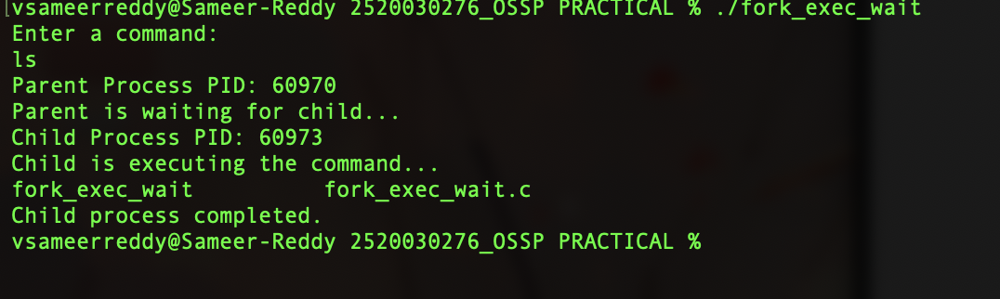 vsameerreddy@Sameer-Reddy 2520030276_OSSP PRACTICAL % ./fork_exec_wait
Enter a command:
ls
Parent Process PID: 60970
Parent is waiting for child...
Child Process PID: 60973
Child is executing the command...
fork_exec_wait          fork_exec_wait.c
Child process completed.
vsameerreddy@Sameer-Reddy 2520030276_OSSP PRACTICAL %